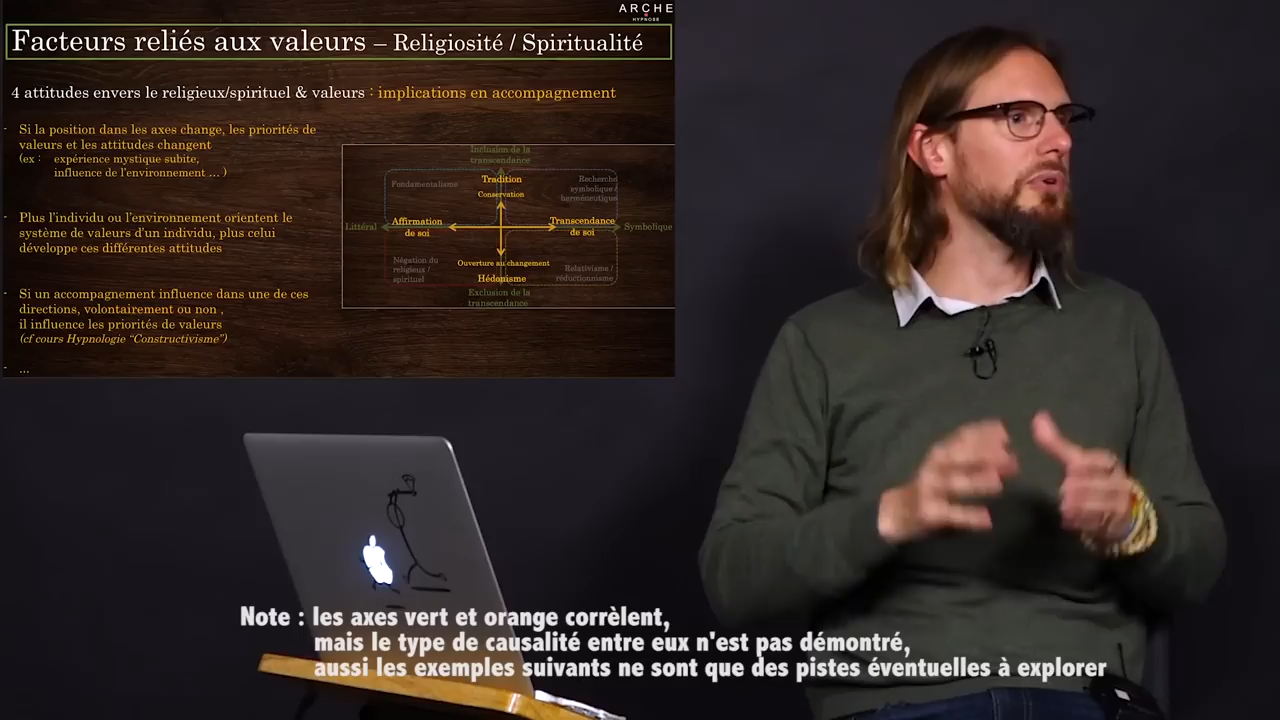 ARCHE
HYPNOSE
Facteurs reliés aux valeurs – Religiosité / Spiritualité
4 attitudes envers le religieux/spirituel & valeurs : implications en accompagnement
- Si la position dans les axes change, les priorités de
valeurs et les attitudes changent
(ex : expérience mystique subite,
influence de l'environnement ... )
- Plus l'individu ou l'environnement orientent le
système de valeurs d'un individu, plus celui
développe ces différentes attitudes
- Si un accompagnement influence dans une de ces
directions, volontairement ou non ,
il influence les priorités de valeurs
(cf cours Hypnologie "Constructivisme")
- ...
Inclusion de la
transcendance
Tradition
Conservation
Fondamentalisme
Recherche
symbolique /
herméneutique
Littéral
Affirmation
de soi
Transcendance
de soi
Symbolique
Ouverture au changement
Négation du
religieux /
spirituel
Relativisme /
réductionnisme
Hédonisme
Exclusion de la
transcendance
Note : les axes vert et orange corrèlent,
mais le type de causalité entre eux n'est pas démontré,
aussi les exemples suivants ne sont que des pistes éventuelles à explorer